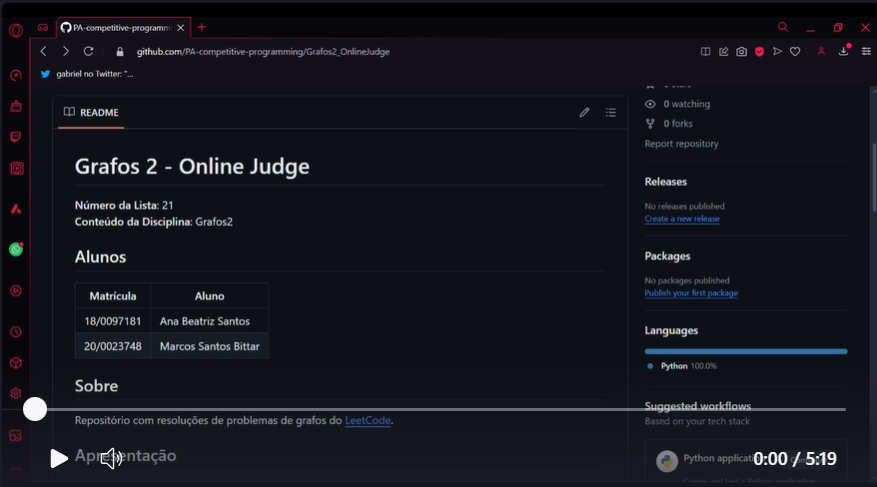 PA-competitive-programm
github.com/PA-competitive-programming/Grafos2_OnlineJudge
gabriel no Twitter: "...
README
Grafos 2 - Online Judge
Número da Lista: 21
Conteúdo da Disciplina: Grafos2
Alunos
Matrícula Aluno
18/0097181 Ana Beatriz Santos
20/0023748 Marcos Santos Bittar
Sobre
Repositório com resoluções de problemas de grafos do LeetCode.
Apresentação
0 watching
0 forks
Report repository
Releases
No releases published
Create a new release
Packages
No packages published
Publish your first package
Languages
Python 100.0%
Suggested workflows
Based on your tech stack
Python applicati
0:00 / 5:19